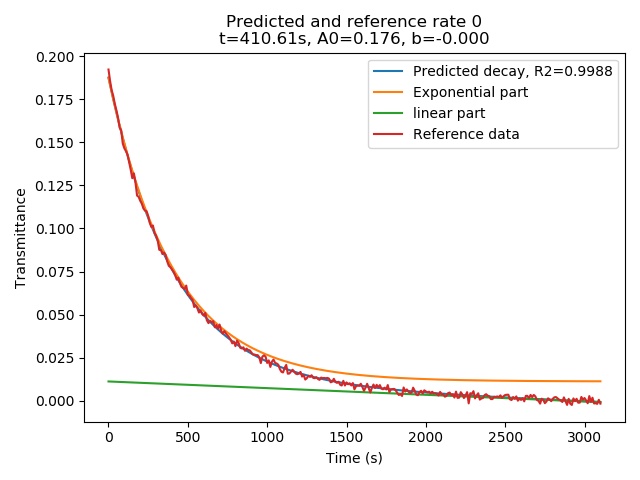 Predicted and reference rate 0
t=410.61s, A0=0.176, b=-0.000
Predicted decay, R2=0.9988
Exponential part
linear part
Reference data
Transmittance
0.200
0.175
0.150
0.125
0.100
0.075
0.050
0.025
0.000
0 500 1000 1500 2000 2500 3000
Time (s)